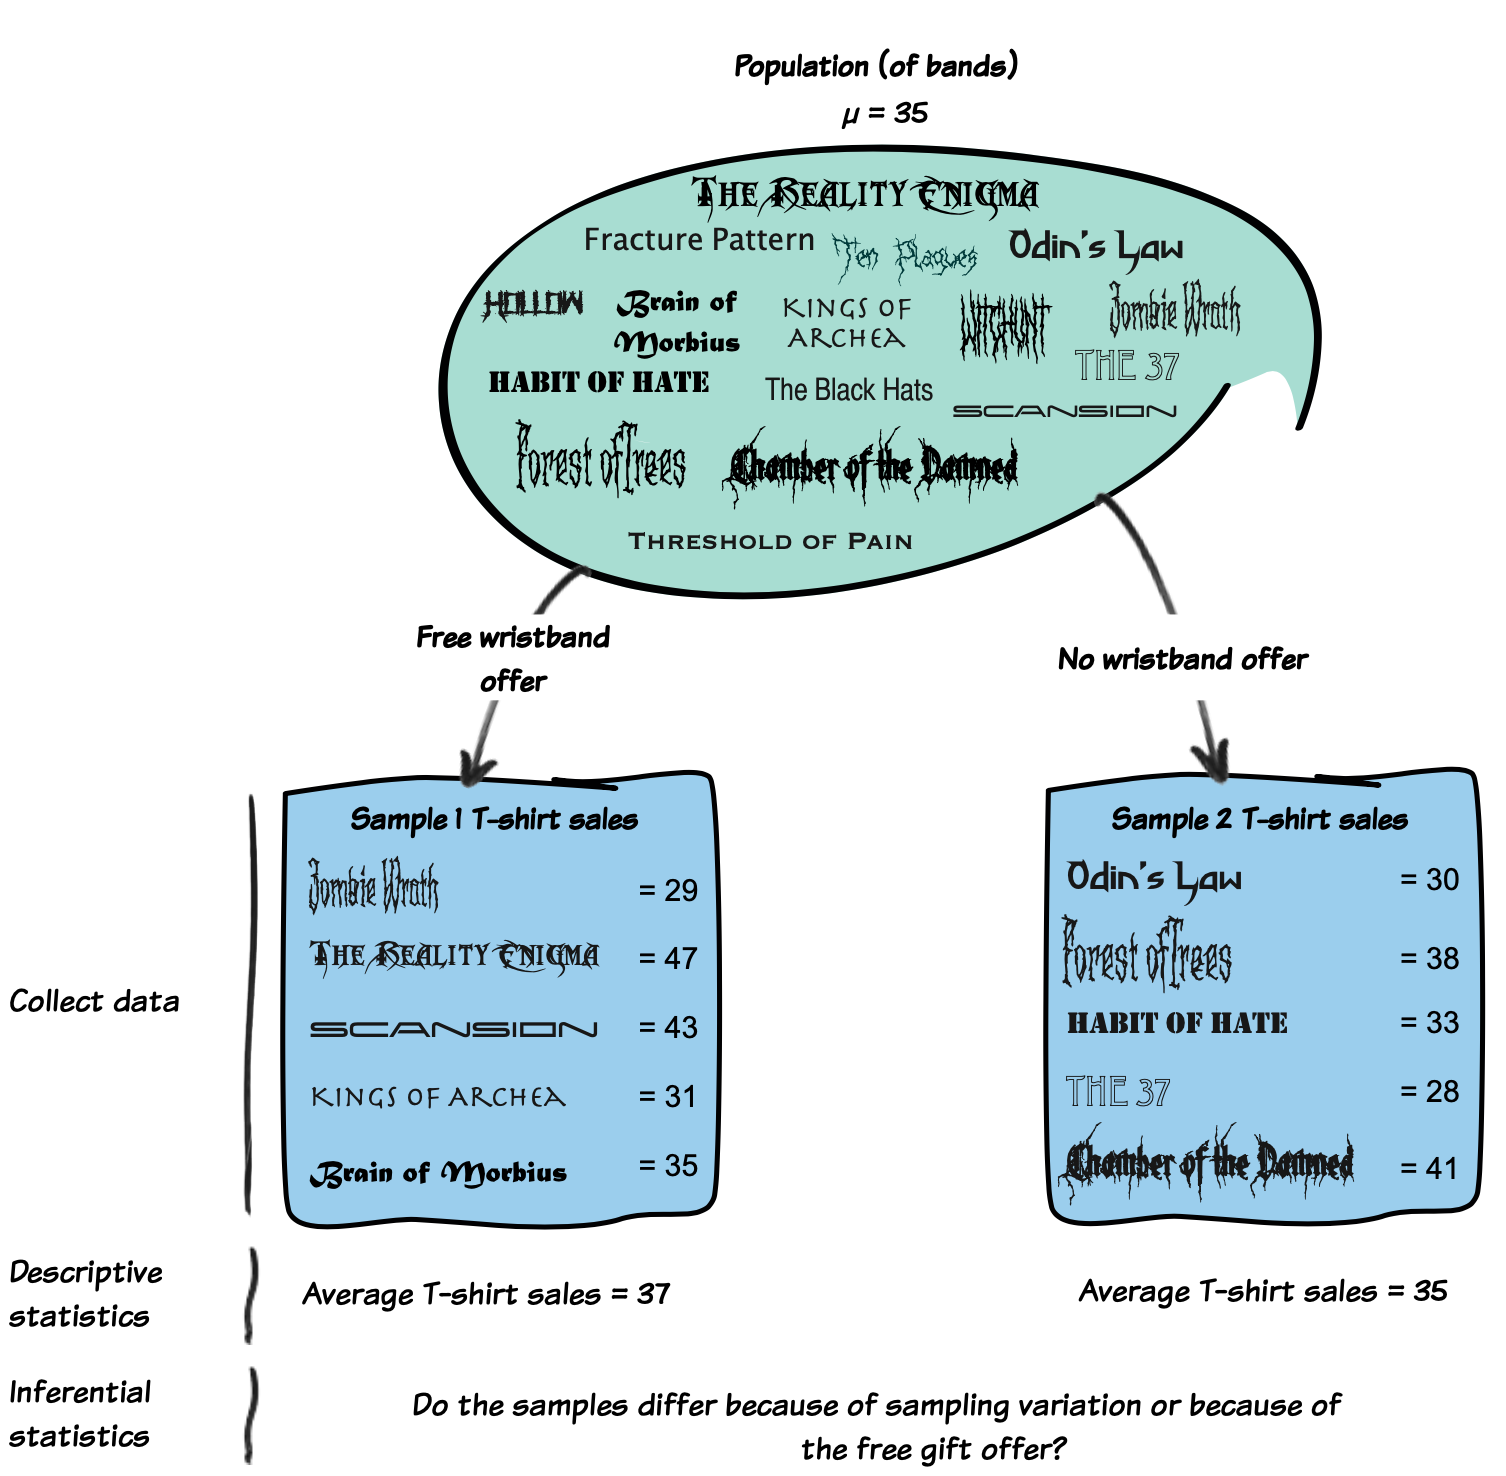 Population (of bands)
μ = 35
THE REALITY ENIGMA
Fracture Pattern
Ten Plagues
Odin's Law
HOLLOW
Brain of
Morbius
KINGS OF
ARCHEA
WITCHUNT
Zombie Wrath
THE 37
HABIT OF HATE
The Black Hats
SCANSION
Forest of Trees
Chamber of the Damned
THRESHOLD OF PAIN
Free wristband
offer
No wristband offer
Collect data
Sample 1 T-shirt sales
Zombie Wrath = 29
THE REALITY ENIGMA = 47
SCANSION = 43
KINGS OF ARCHEA = 31
Brain of Morbius = 35
Sample 2 T-shirt sales
Odin's Law = 30
Forest of Trees = 38
HABIT OF HATE = 33
THE 37 = 28
Chamber of the Damned = 41
Descriptive
statistics
Average T-shirt sales = 37
Average T-shirt sales = 35
Inferential
statistics
Do the samples differ because of sampling variation or because of
the free gift offer?